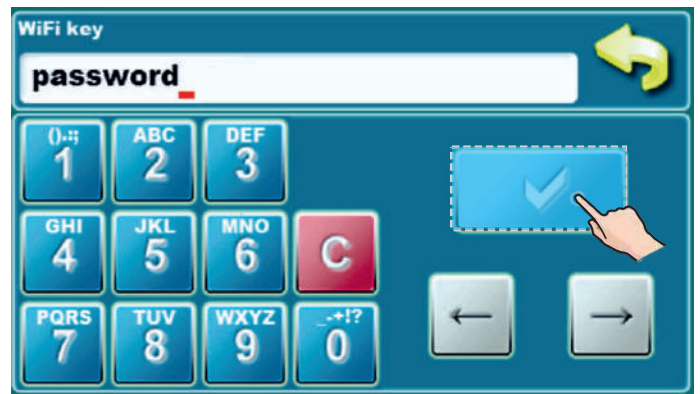 WiFi key
password_
().:;
1
ABC
2
DEF
3
GHI
4
JKL
5
MNO
6
C
PQRS
7
TUV
8
WXYZ
9
_-+!?
0
← →